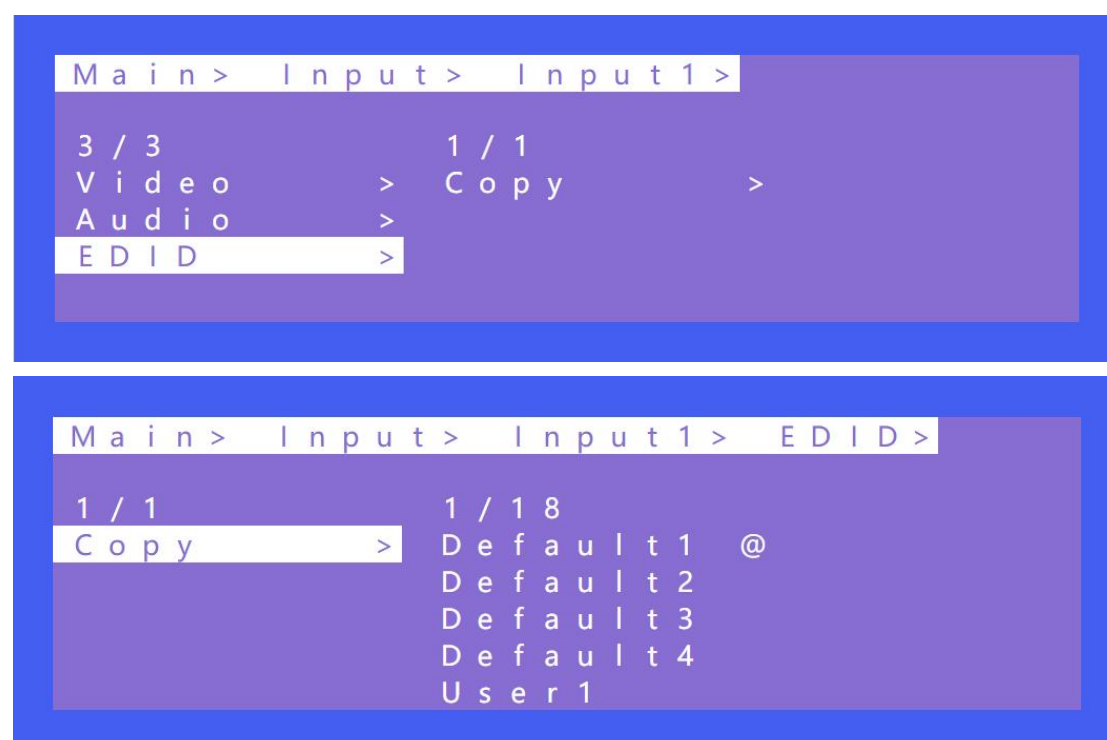 Main> Input> Input1>
3/3 1/1
Video > Copy >
Audio >
EDID >
Main> Input> Input1> EDID>
1/1 1/18
Copy > Default1 @
Default2
Default3
Default4
User1